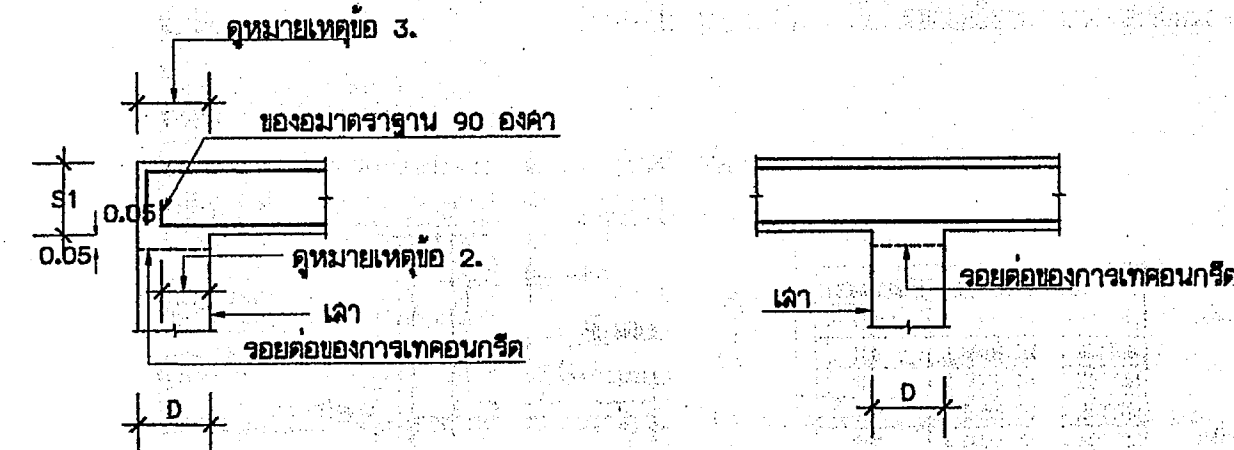 ดูหมายเหตุข้อ 3.
ของอมาตราฐาน 90 องศา
S1
0.05
0.05
ดูหมายเหตุข้อ 2.
เสา
รอยต่อของการเทคอนกรีต
D
รอยต่อของการเทคอนกรีต
เสา
D